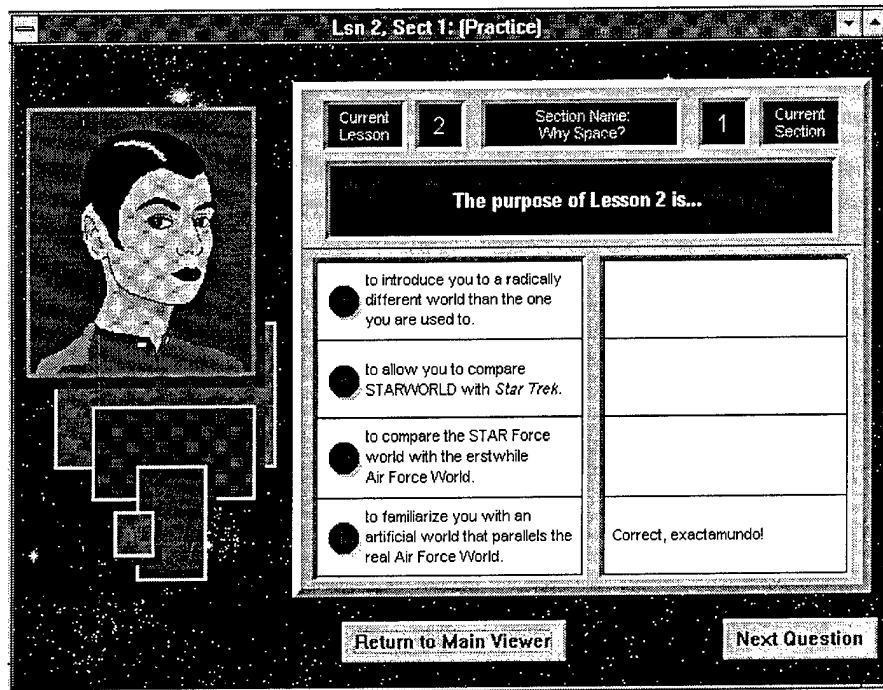 Lsn 2, Sect 1: (Practice)
Current
Lesson
2
Section Name:
Why Space?
1
Current
Section
The purpose of Lesson 2 is...
to introduce you to a radically
different world than the one
you are used to.
to allow you to compare
STARWORLD with Star Trek.
to compare the STAR Force
world with the erstwhile
Air Force World.
to familiarize you with an
artificial world that parallels the
real Air Force World.
Correct, exactamundo!
Return to Main Viewer
Next Question